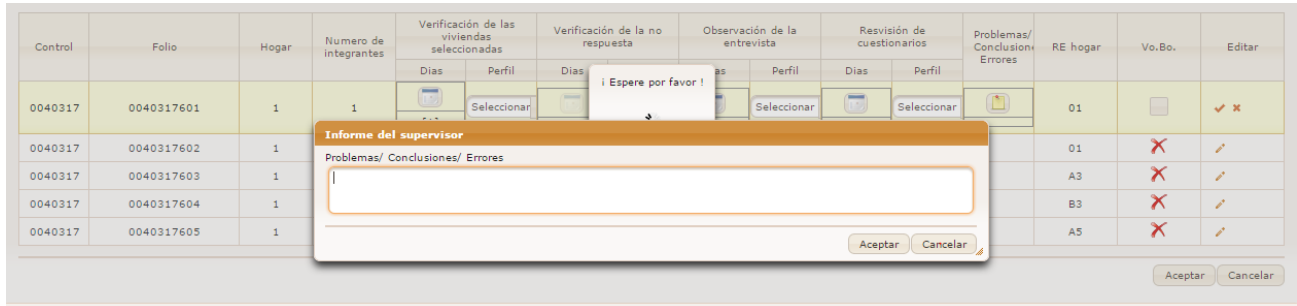 Control
Folio
Hogar
Numero de
integrantes
Verificación de las
viviendas
seleccionadas
Verificación de la no
respuesta
Observación de la
entrevista
Resvisión de
cuestionarios
Problemas/
Conclusion
Errores
RE hogar
Vo.Bo.
Editar
Dias
Perfil
Dias
as
Perfil
Dias
Perfil
¡ Espere por favor !
0040317 0040317601 1 1 Seleccionar Seleccionar Seleccionar 01
Informe del supervisor
Problemas/ Conclusiones/ Errores
Aceptar Cancelar
0040317 0040317602 1 01
0040317 0040317603 1 A3
0040317 0040317604 1 B3
0040317 0040317605 1 A5
Aceptar Cancelar